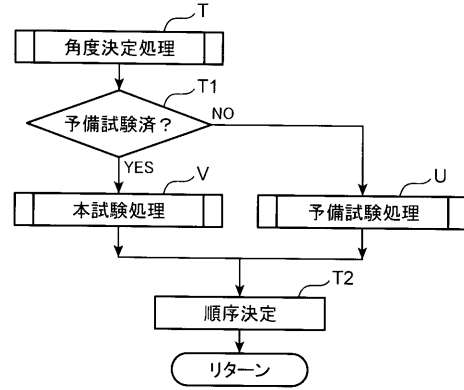 T
角度決定処理
T1
予備試験済?
NO
YES
V
本試験処理
U
予備試験処理
T2
順序決定
リターン